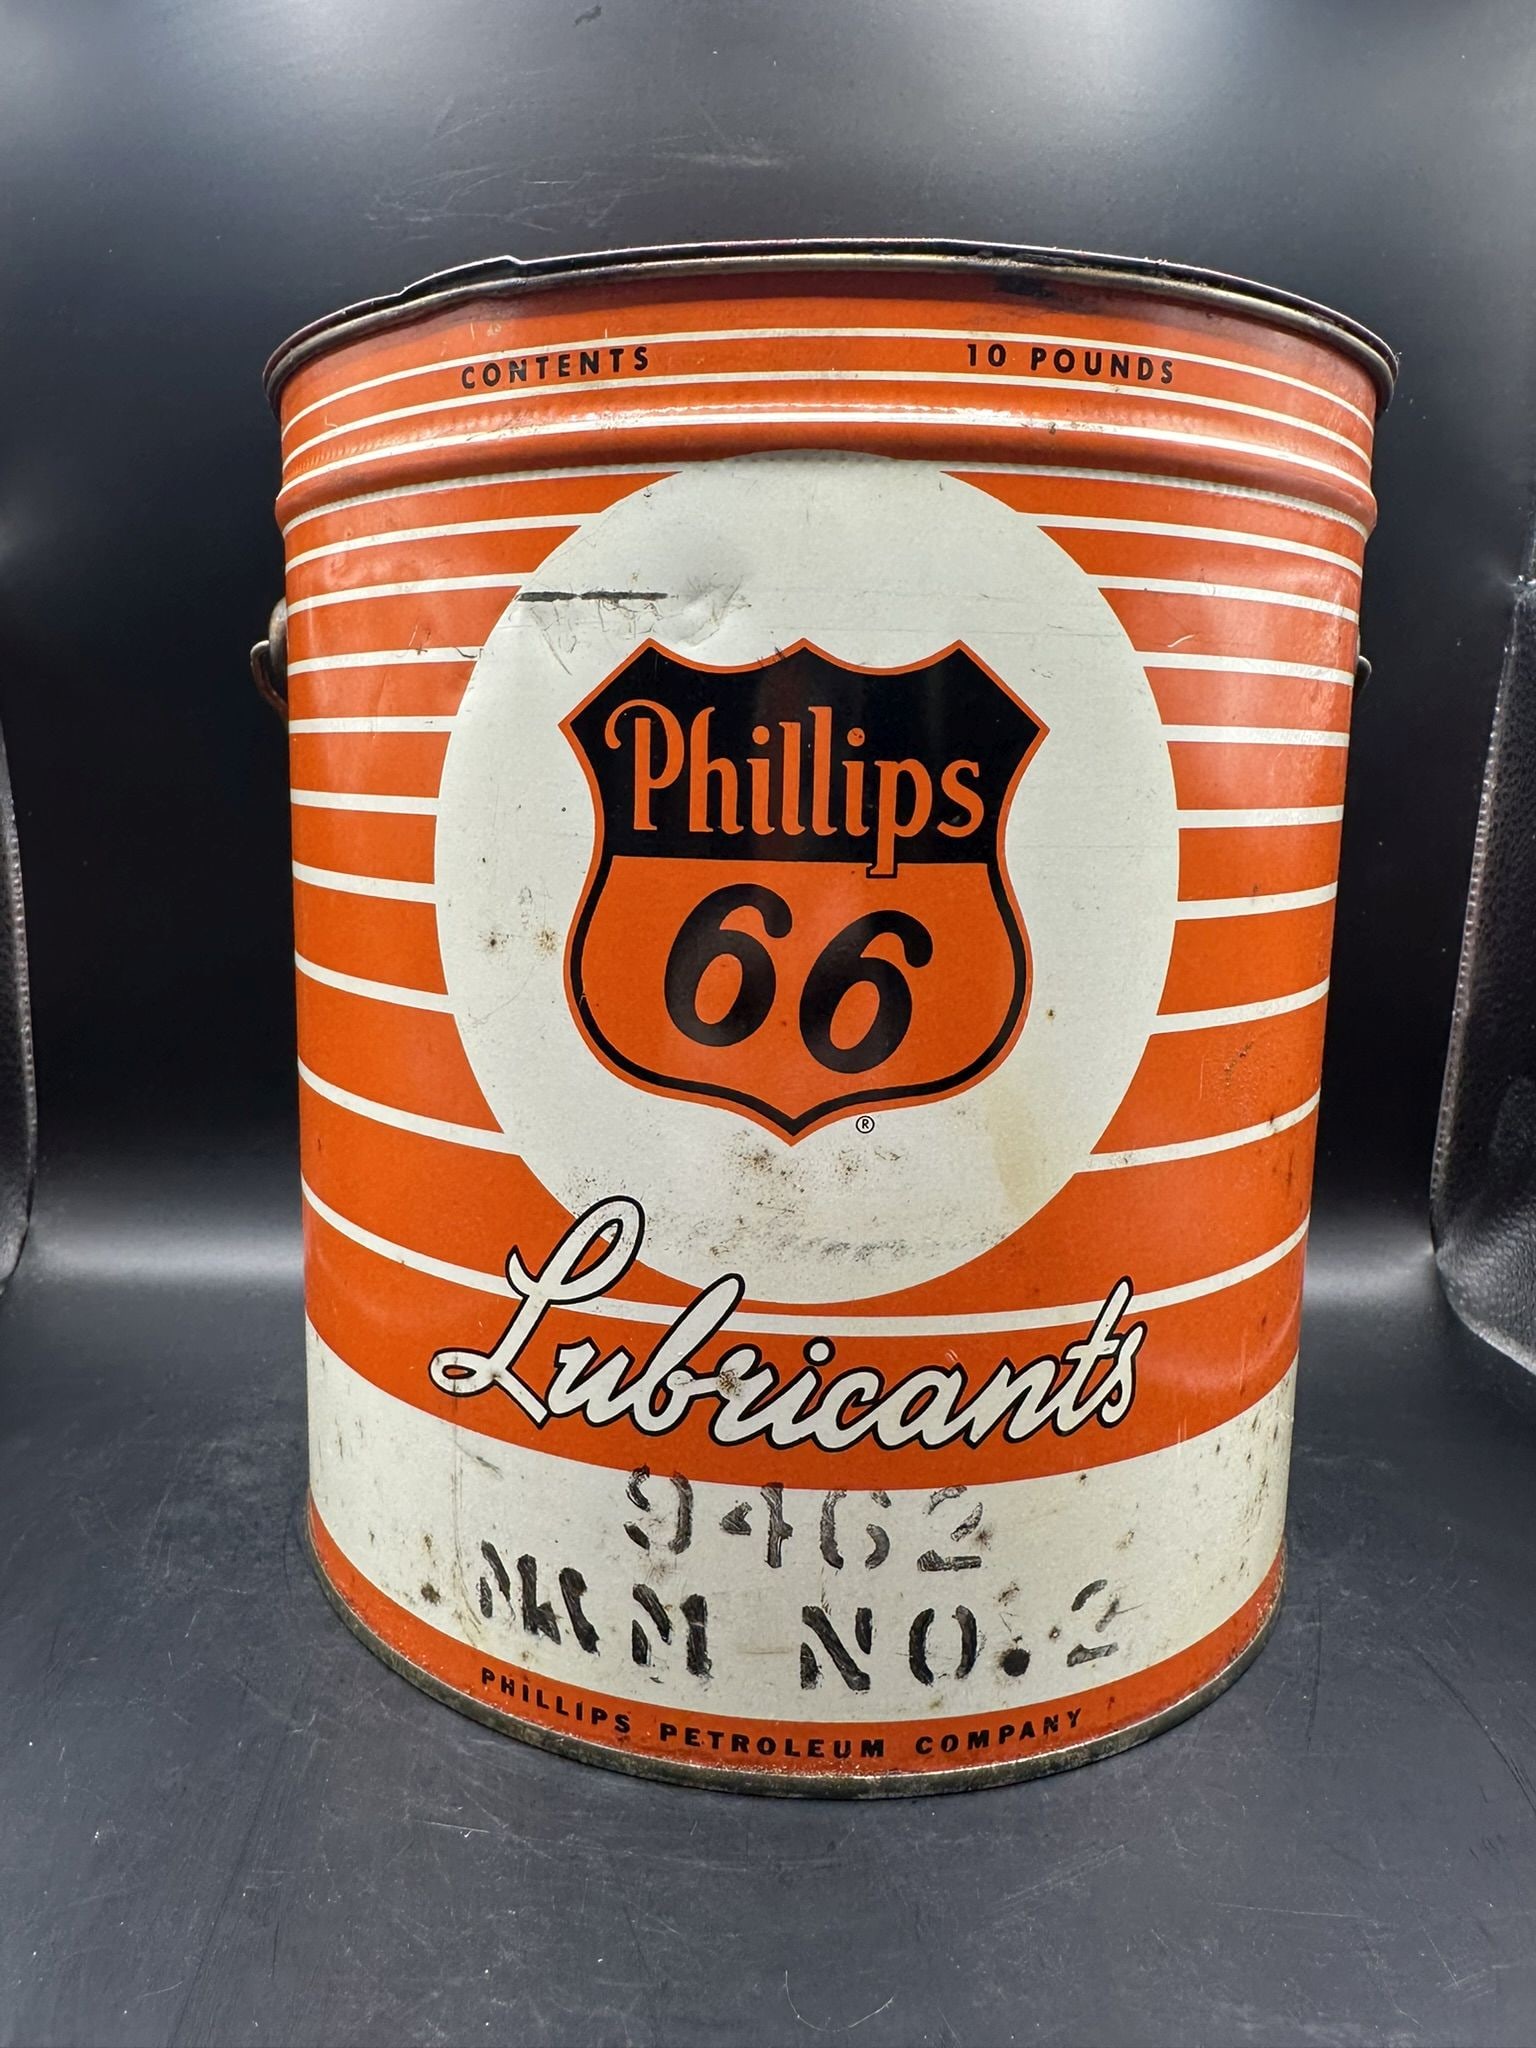 CONTENTS 10 POUNDS
Phillips
66
®
Lubricants
9462
NO. 2
PHILLIPS PETROLEUM COMPANY